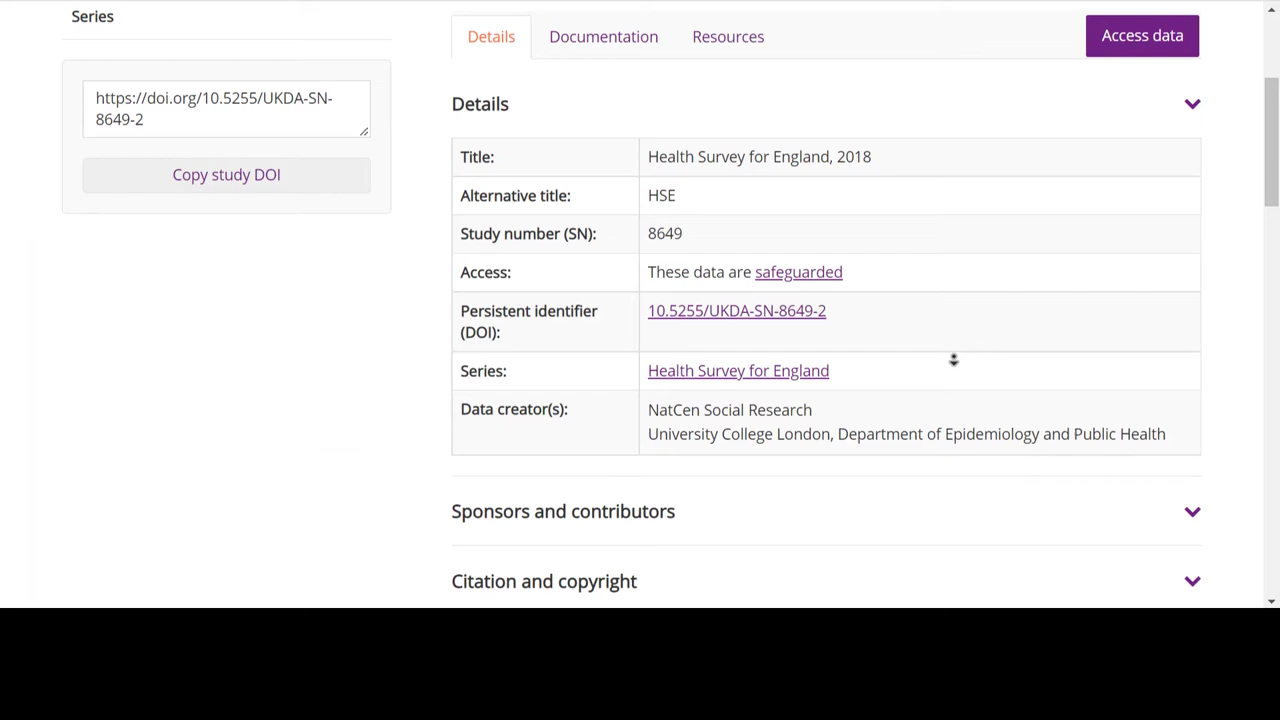 Series
https://doi.org/10.5255/UKDA-SN-
8649-2
Copy study DOI
Details Documentation Resources Access data
Details
Title: Health Survey for England, 2018
Alternative title: HSE
Study number (SN): 8649
Access: These data are safeguarded
Persistent identifier 10.5255/UKDA-SN-8649-2
(DOI):
Series: Health Survey for England
Data creator(s): NatCen Social Research
University College London, Department of Epidemiology and Public Health
Sponsors and contributors
Citation and copyright